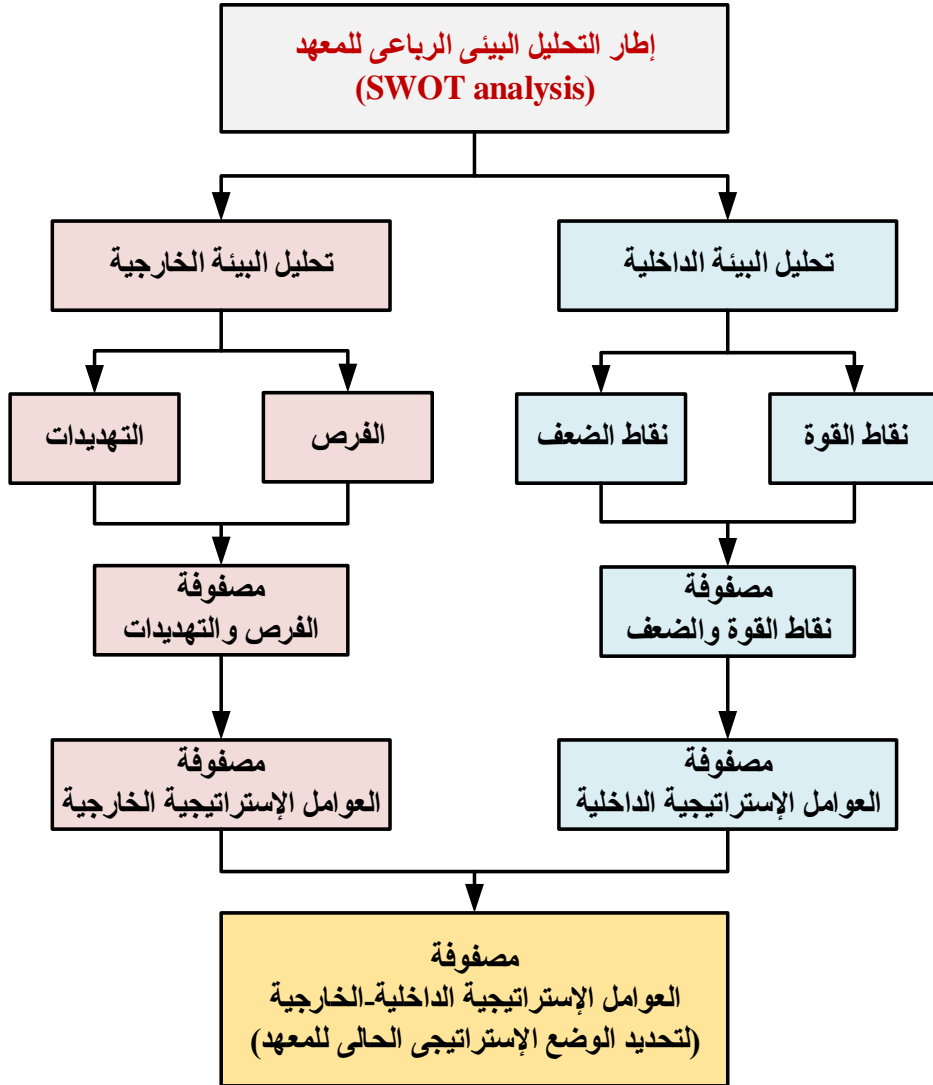 إطار التحليل البيئى الرباعى للمعهد
(SWOT analysis)
تحليل البيئة الداخلية
تحليل البيئة الخارجية
نقاط القوة
نقاط الضعف
الفرص
التهديدات
مصفوفة
نقاط القوة والضعف
مصفوفة
الفرص والتهديدات
مصفوفة
العوامل الإستراتيجية الداخلية
مصفوفة
العوامل الإستراتيجية الخارجية
مصفوفة
العوامل الإستراتيجية الداخلية-الخارجية
(لتحديد الوضع الإستراتيجى الحالى للمعهد)